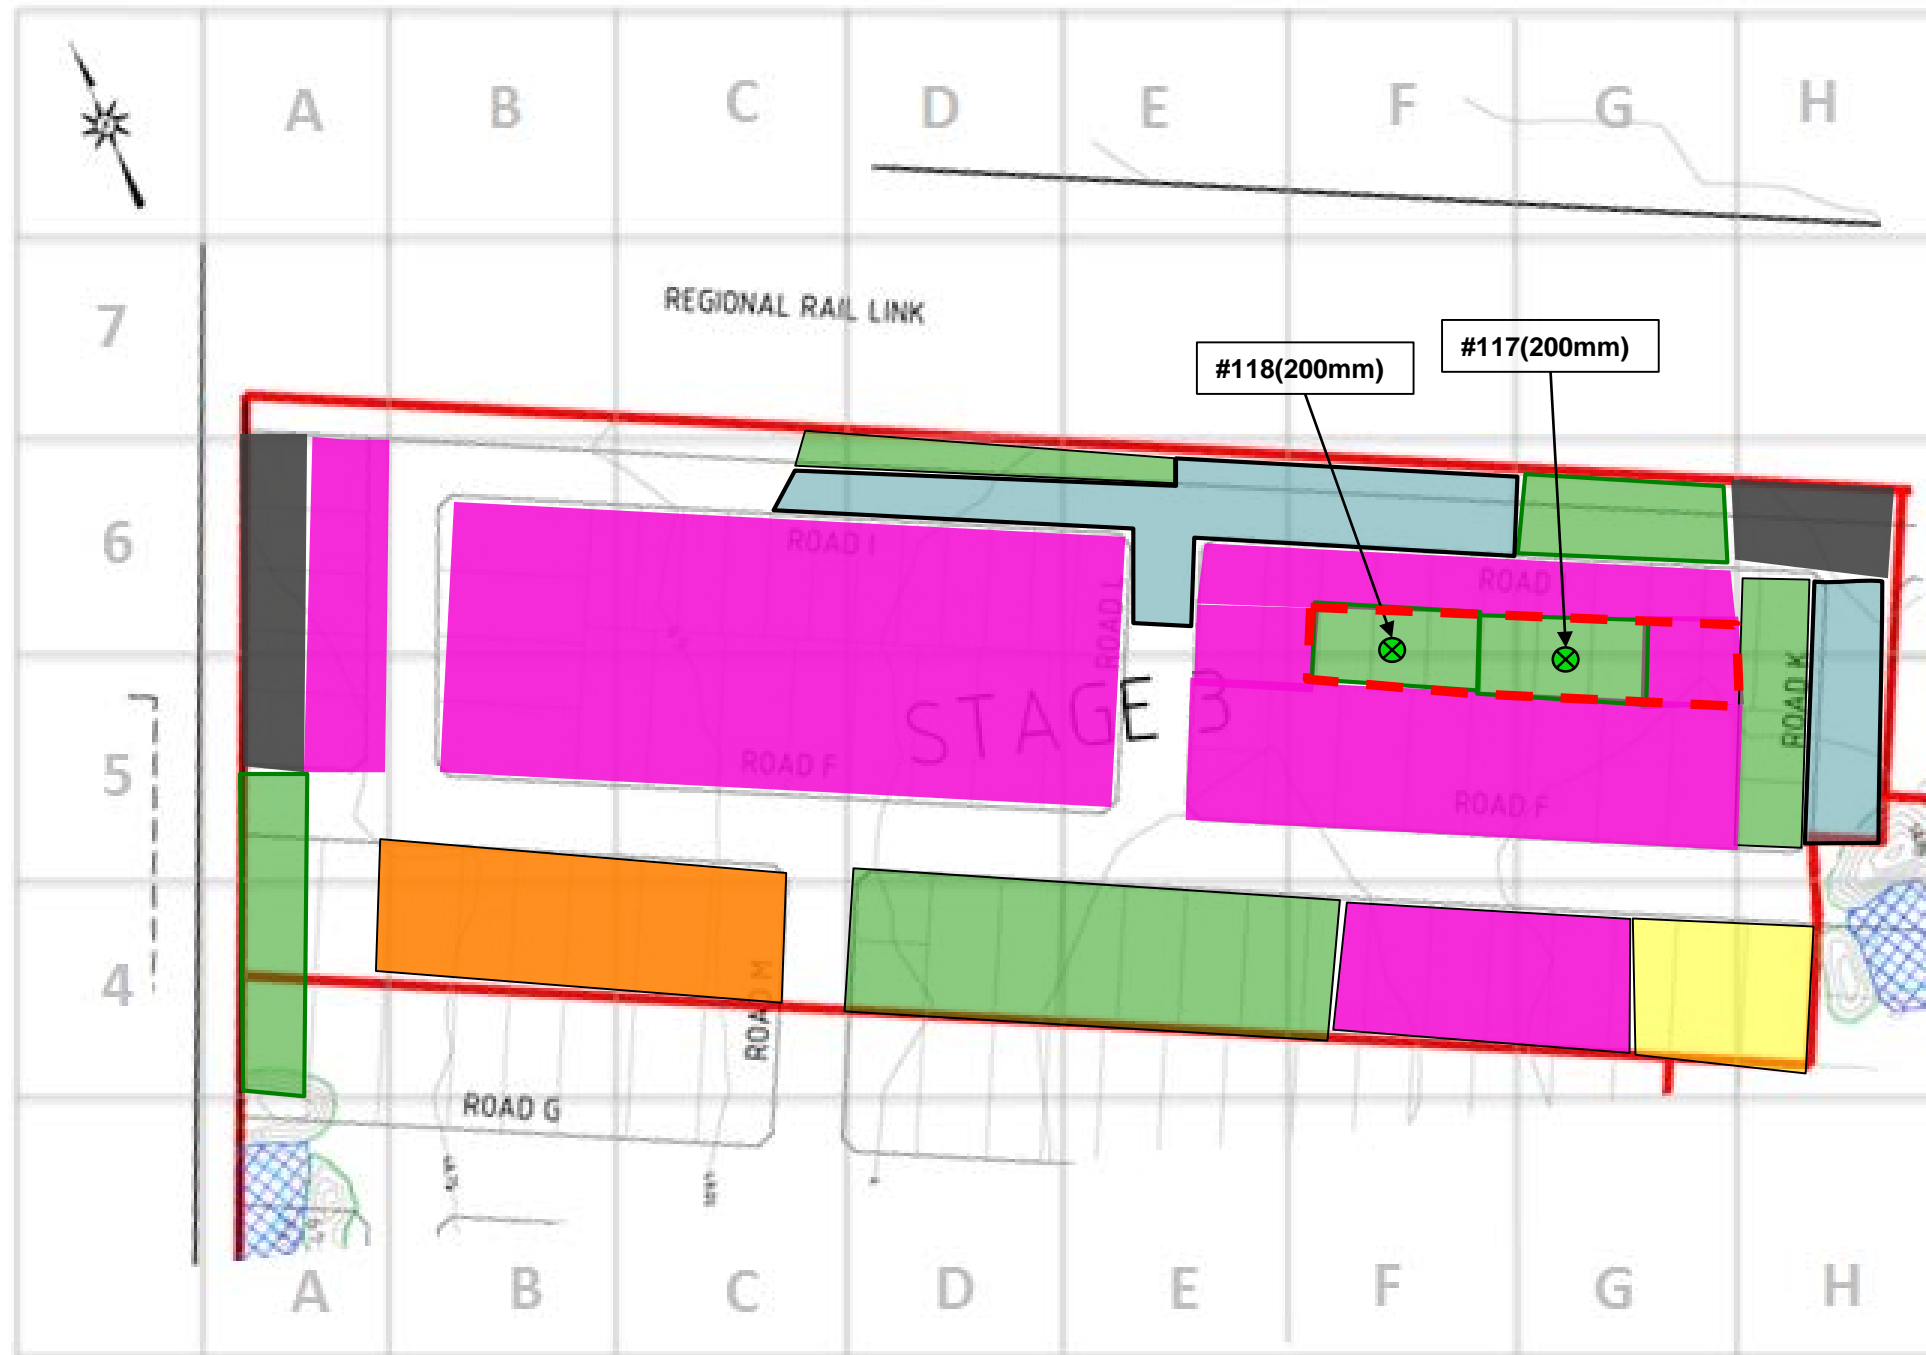 A B C D E F G H
7
REGIONAL RAIL LINK
#118(200mm)
#117(200mm)
6
ROAD I
ROAD
ROAD L
ROAD K
STAGE 3
5
ROAD F
ROAD F
4
ROAD M
ROAD G
A B C D E F G H